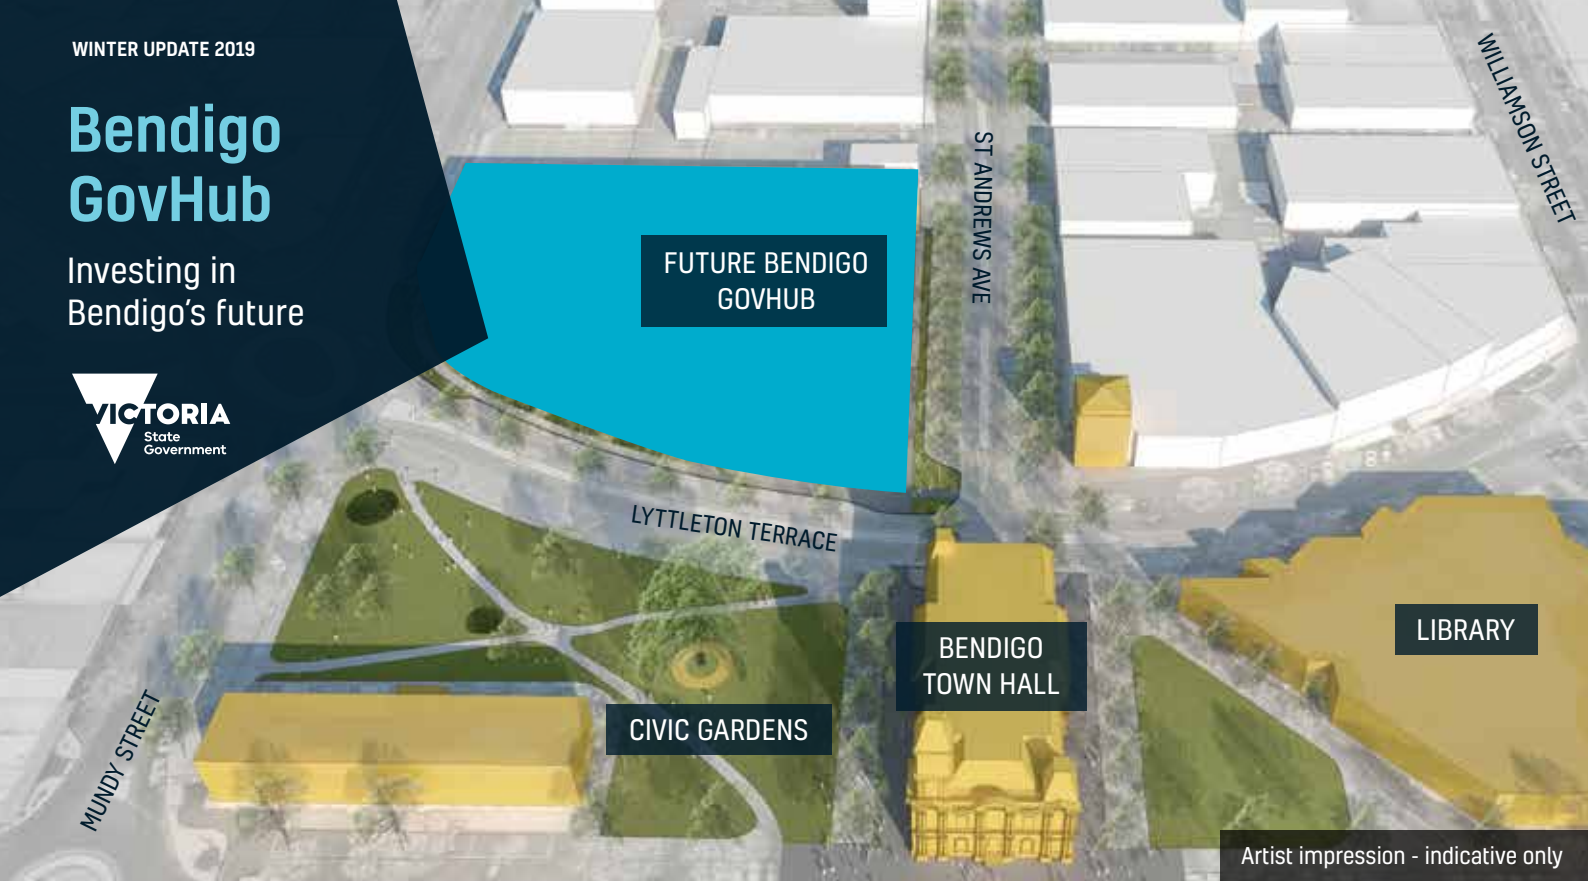 WINTER UPDATE 2019
Bendigo
GovHub
Investing in
Bendigo's future
VICTORIA
State
Government
FUTURE BENDIGO
GOVHUB
ST ANDREWS AVE
WILLIAMSON STREET
LYTTLETON TERRACE
MUNDY STREET
CIVIC GARDENS
BENDIGO
TOWN HALL
LIBRARY
Artist impression - indicative only